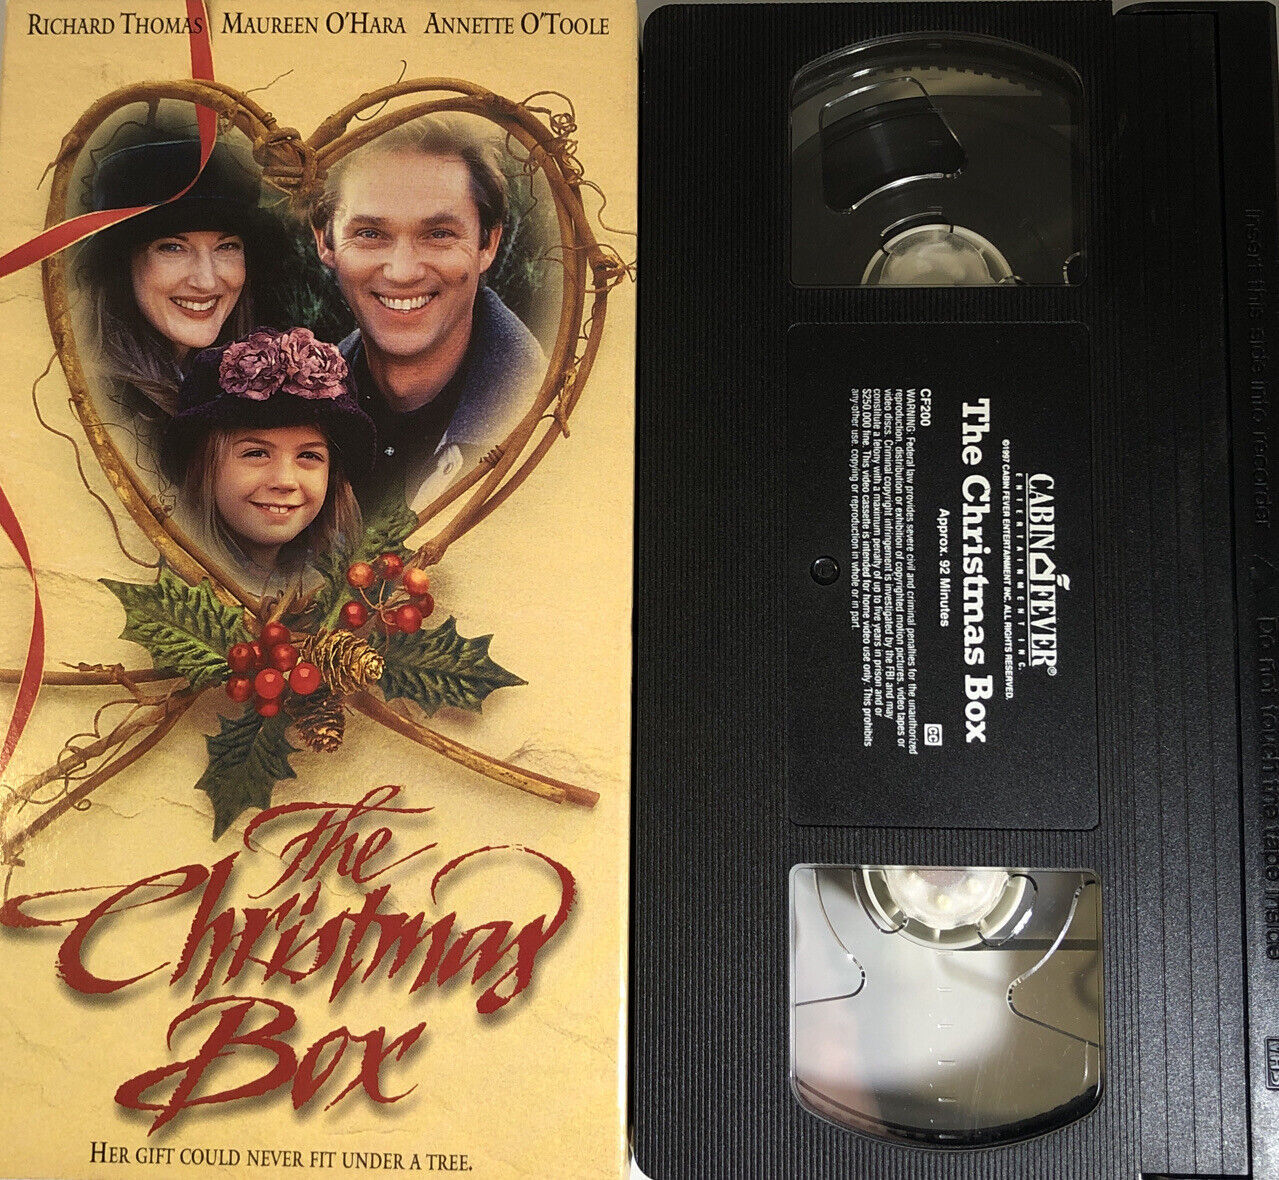 RICHARD THOMAS MAUREEN O'HARA ANNETTE O'TOOLE
The
Christmas
Box
HER GIFT COULD NEVER FIT UNDER A TREE.
CABIN FEVER®
ENTERTAINMENT INC.
©1997 CABIN FEVER ENTERTAINMENT INC. ALL RIGHTS RESERVED.
The Christmas Box
Approx. 92 Minutes
CF200
CC
WARNING: Federal law provides severe civil and criminal penalties for the unauthorized
reproduction, distribution or exhibition of copyrighted motion pictures, video tapes or
video discs. Criminal copyright infringement is investigated by the FBI and may
constitute a felony with a maximum penalty of up to five years in prison and or
$250,000 fine. This video cassette is intended for home video use only. This prohibits
any other use, copying or reproduction in whole or in part.
Insert this side into recorder / Do not touch the tape inside
VHS